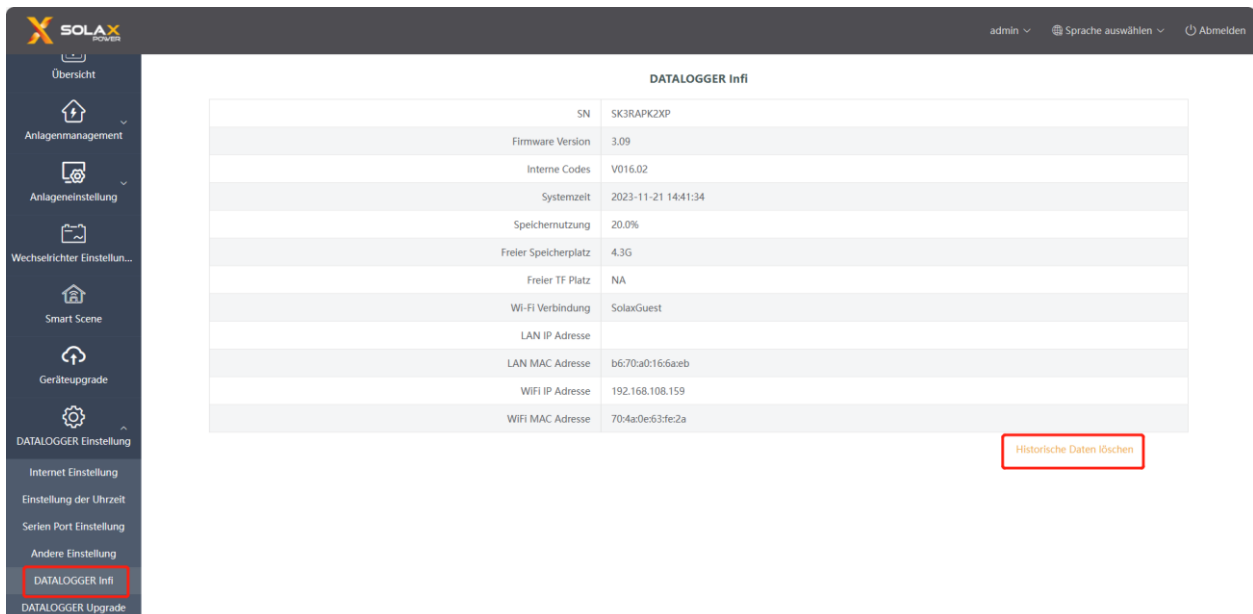 SOLAX
POWER
admin
Sprache auswählen
Abmelden
Übersicht
Anlagenmanagement
Anlageneinstellung
Wechselrichter Einstellun...
Smart Scene
Geräteupgrade
DATALOGGER Einstellung
Internet Einstellung
Einstellung der Uhrzeit
Serien Port Einstellung
Andere Einstellung
DATALOGGER Infi
DATALOGGER Upgrade
DATALOGGER Infi
SN SK3RAPK2XP
Firmware Version 3.09
Interne Codes V016.02
Systemzeit 2023-11-21 14:41:34
Speichernutzung 20.0%
Freier Speicherplatz 4.3G
Freier TF Platz NA
Wi-Fi Verbindung SolaxGuest
LAN IP Adresse
LAN MAC Adresse b6:70:a0:16:6a:eb
WiFi IP Adresse 192.168.108.159
WiFi MAC Adresse 70:4a:0e:63:fe:2a
Historische Daten löschen